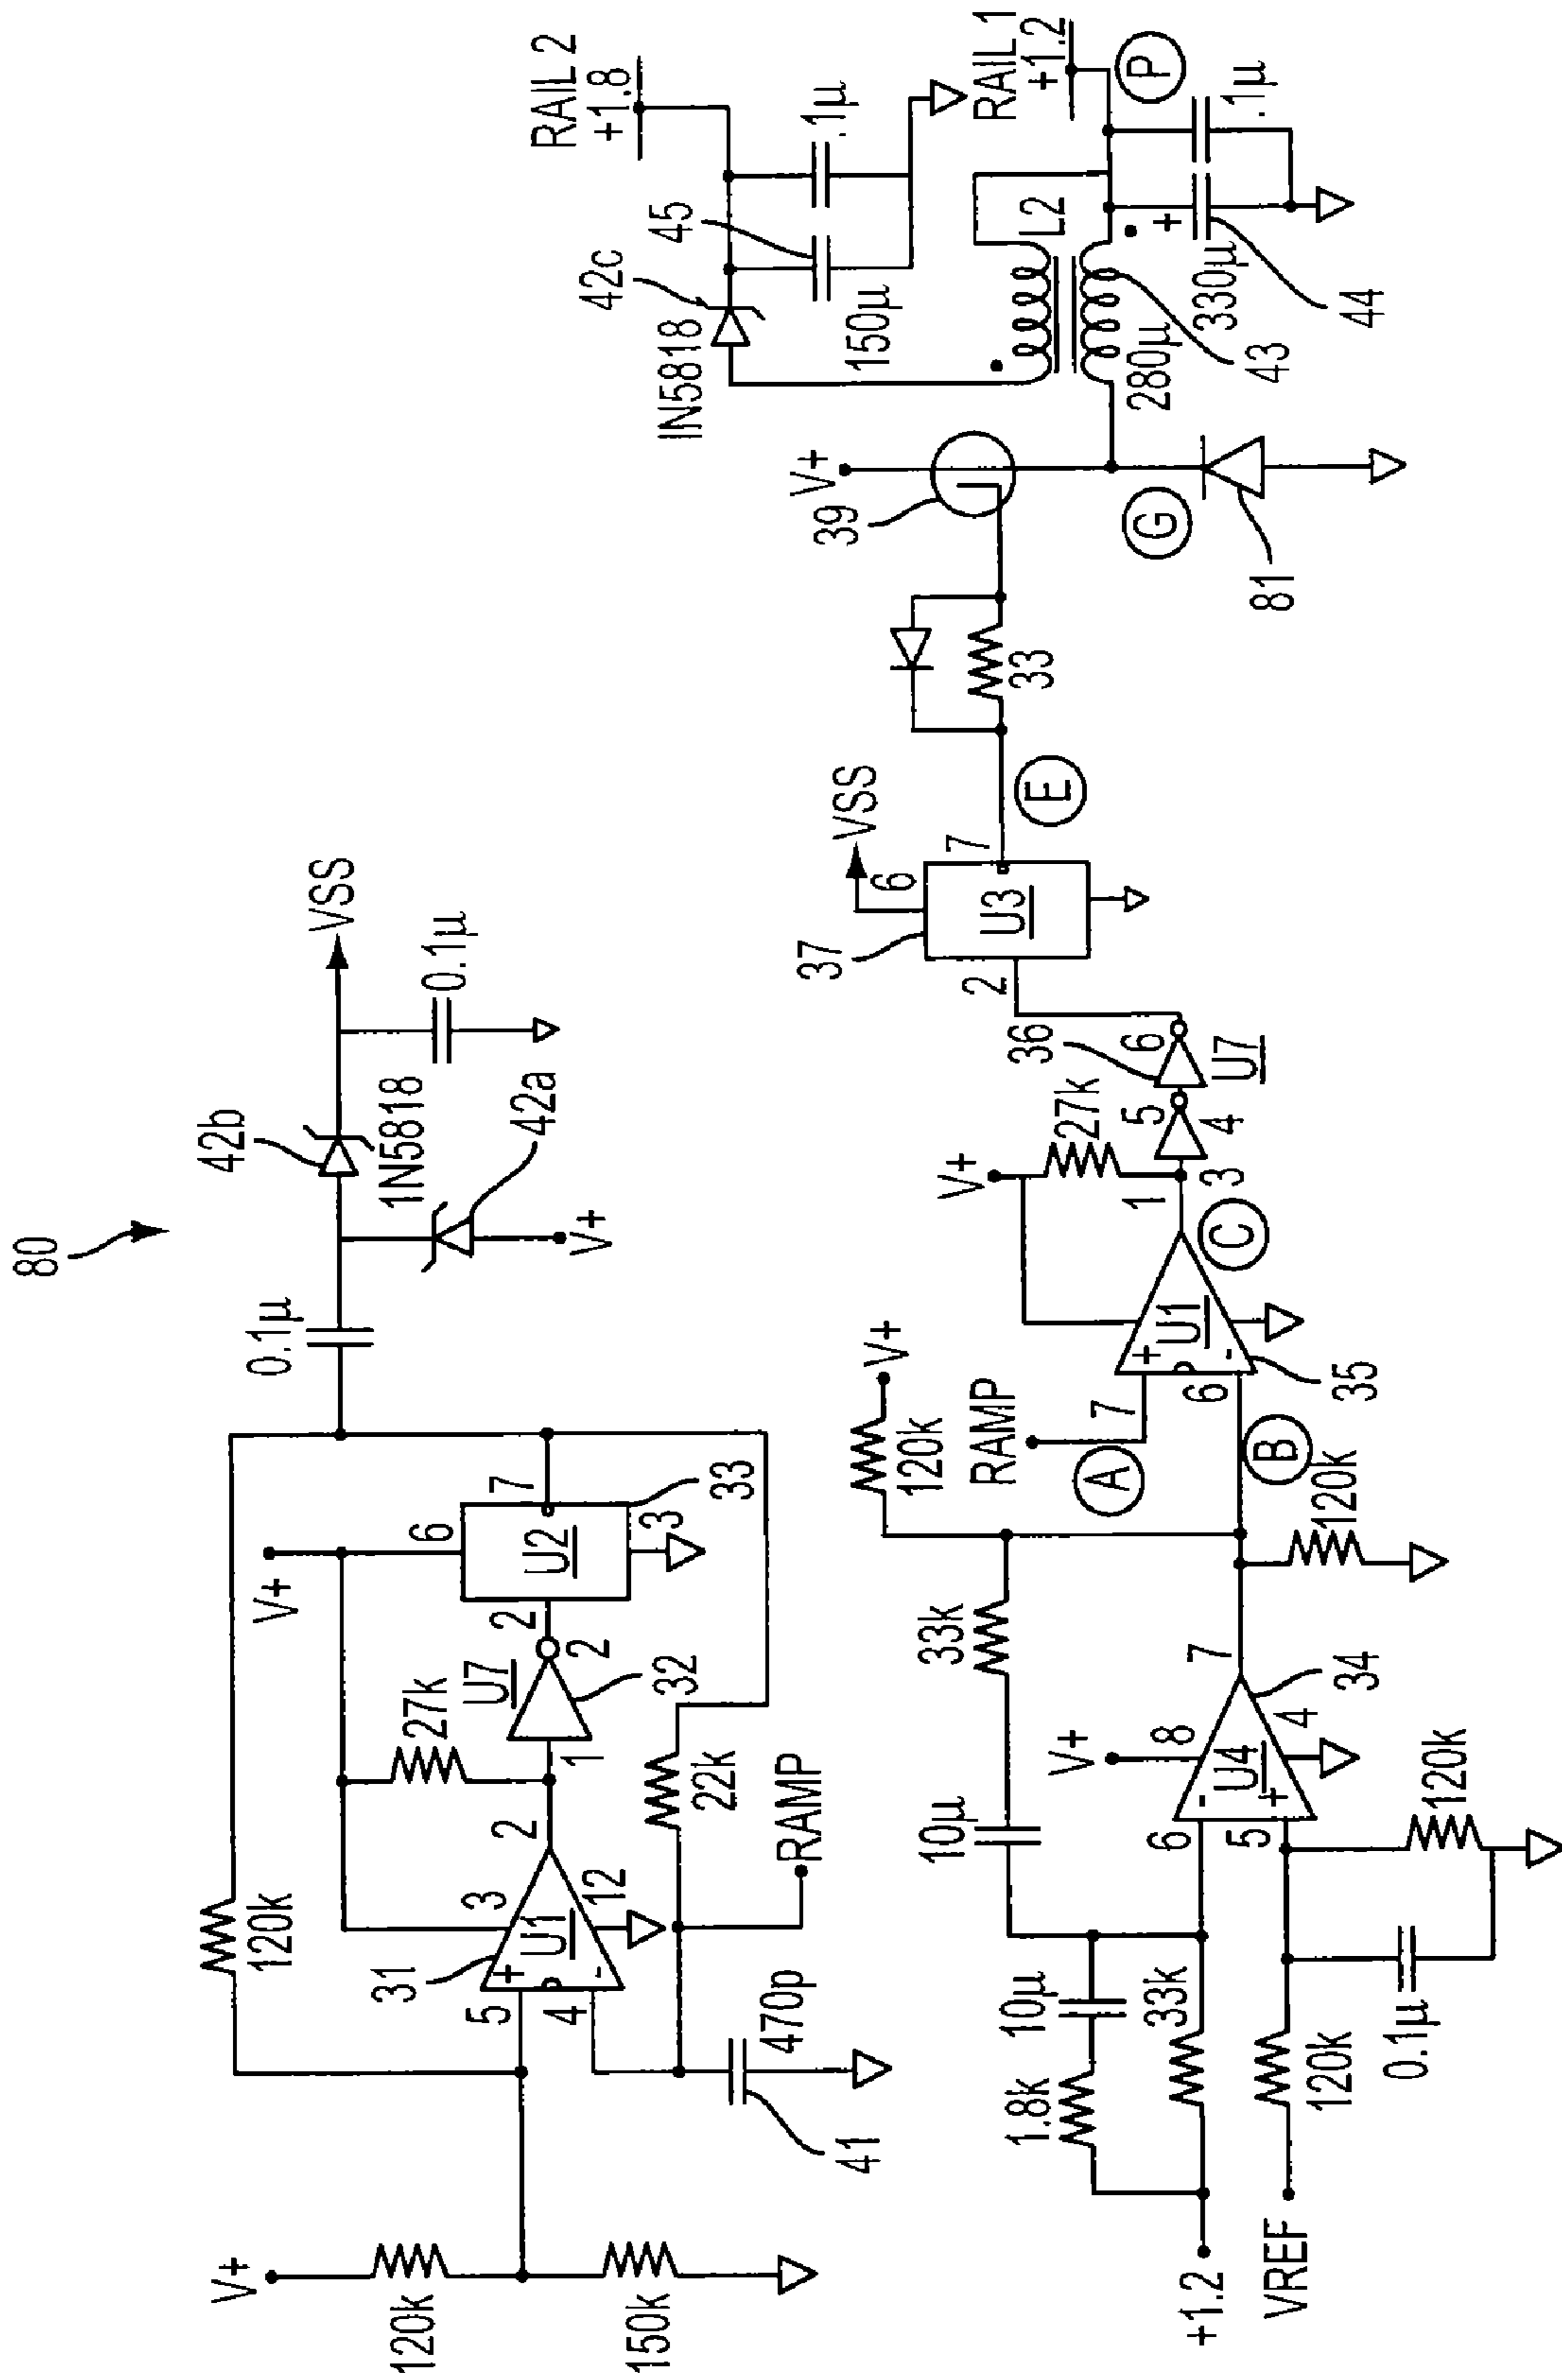 80
V+
120k
150k
120k
5
4
+
-
31
U1
3
12
2
470p
41
27k
U7
1
2
32
22k
RAMP
V+
2
6
U2
7
3
33
0.1µ
42b
1N5818
42a
V+
VSS
0.1µ
+1.2
VREF
1.8k
10µ
33k
120k
0.1µ
6
5
-
+
U4
V+
8
4
7
34
120k
10µ
33k
120k
V+
120k
RAMP
A
B
7
6
+
-
U1
35
V+
1
C
27k
3
5
4
36
6
U7
2
37
U3
6
VSS
7
E
33
39
V+
G
81
IN5818
42c
150µ
45
.1µ
RAIL 2
+1.8
L2
280µ
43
330µ
+
44
.1µ
RAIL 1
+1.2
P